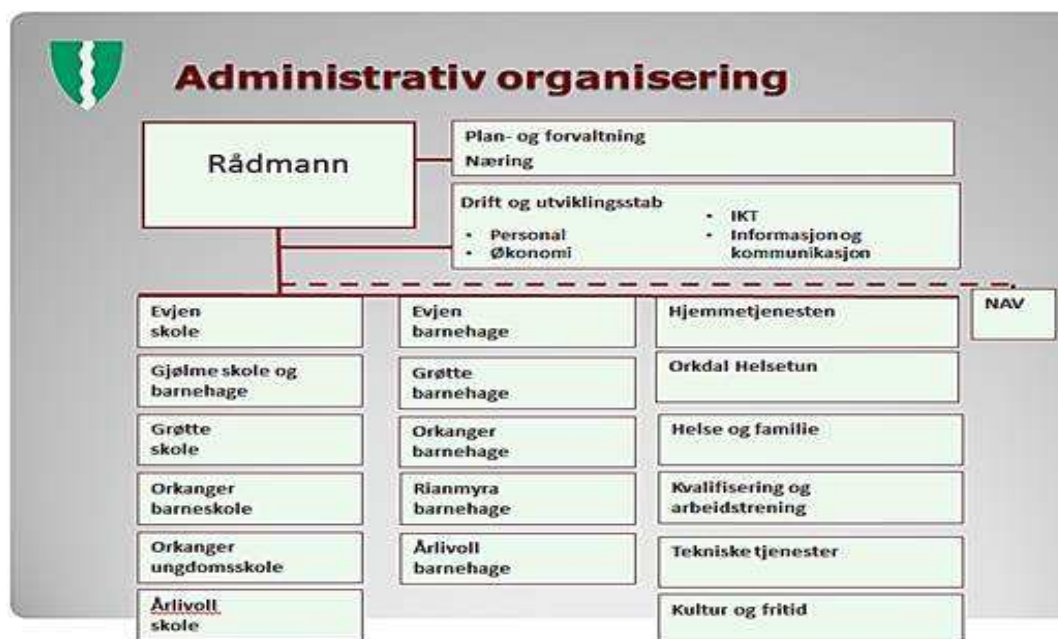 Administrativ organisering
Rådmann
Plan- og forvaltning
Næring
Drift og utviklingsstab
• Personal
• Økonomi
• IKT
• Informasjon og
kommunikasjon
NAV
Evjen
skole
Gjølme skole og
barnehage
Grøtte
skole
Orkanger
barneskole
Orkanger
ungdomsskole
Årlivoll
skole
Evjen
barnehage
Grøtte
barnehage
Orkanger
barnehage
Rianmyra
barnehage
Årlivoll
barnehage
Hjemmetjenesten
Orkdal Helsetun
Helse og familie
Kvalifisering og
arbeidstrening
Tekniske tjenester
Kultur og fritid